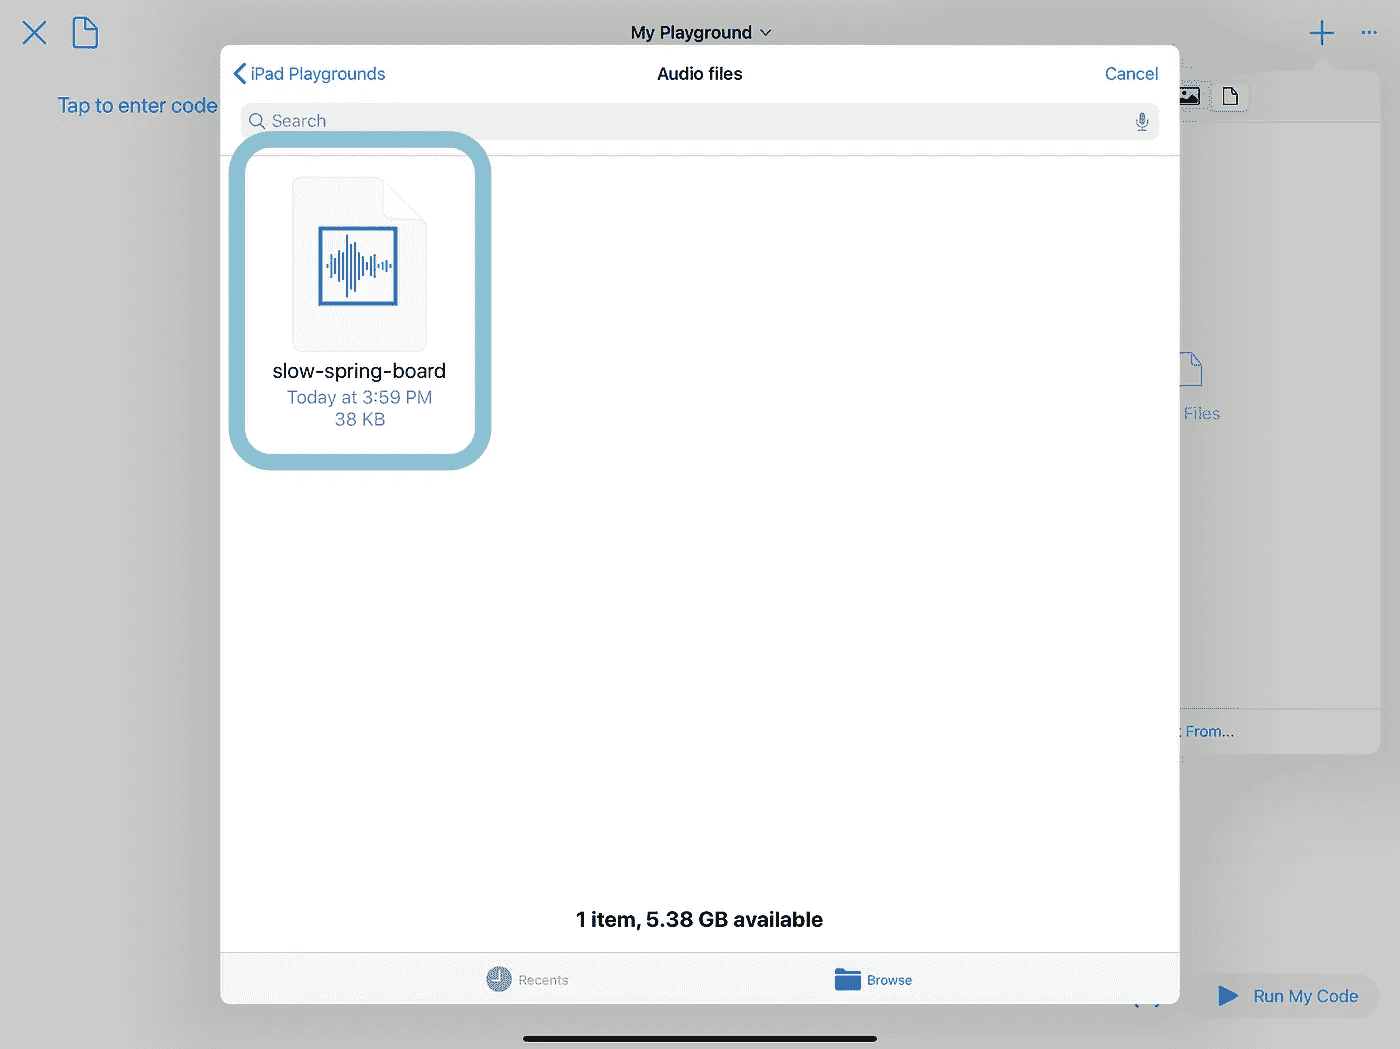 My Playground
iPad Playgrounds
Audio files
Cancel
Tap to enter code
Search
slow-spring-board
Today at 3:59 PM
38 KB
Files
From...
1 item, 5.38 GB available
Recents
Browse
Run My Code